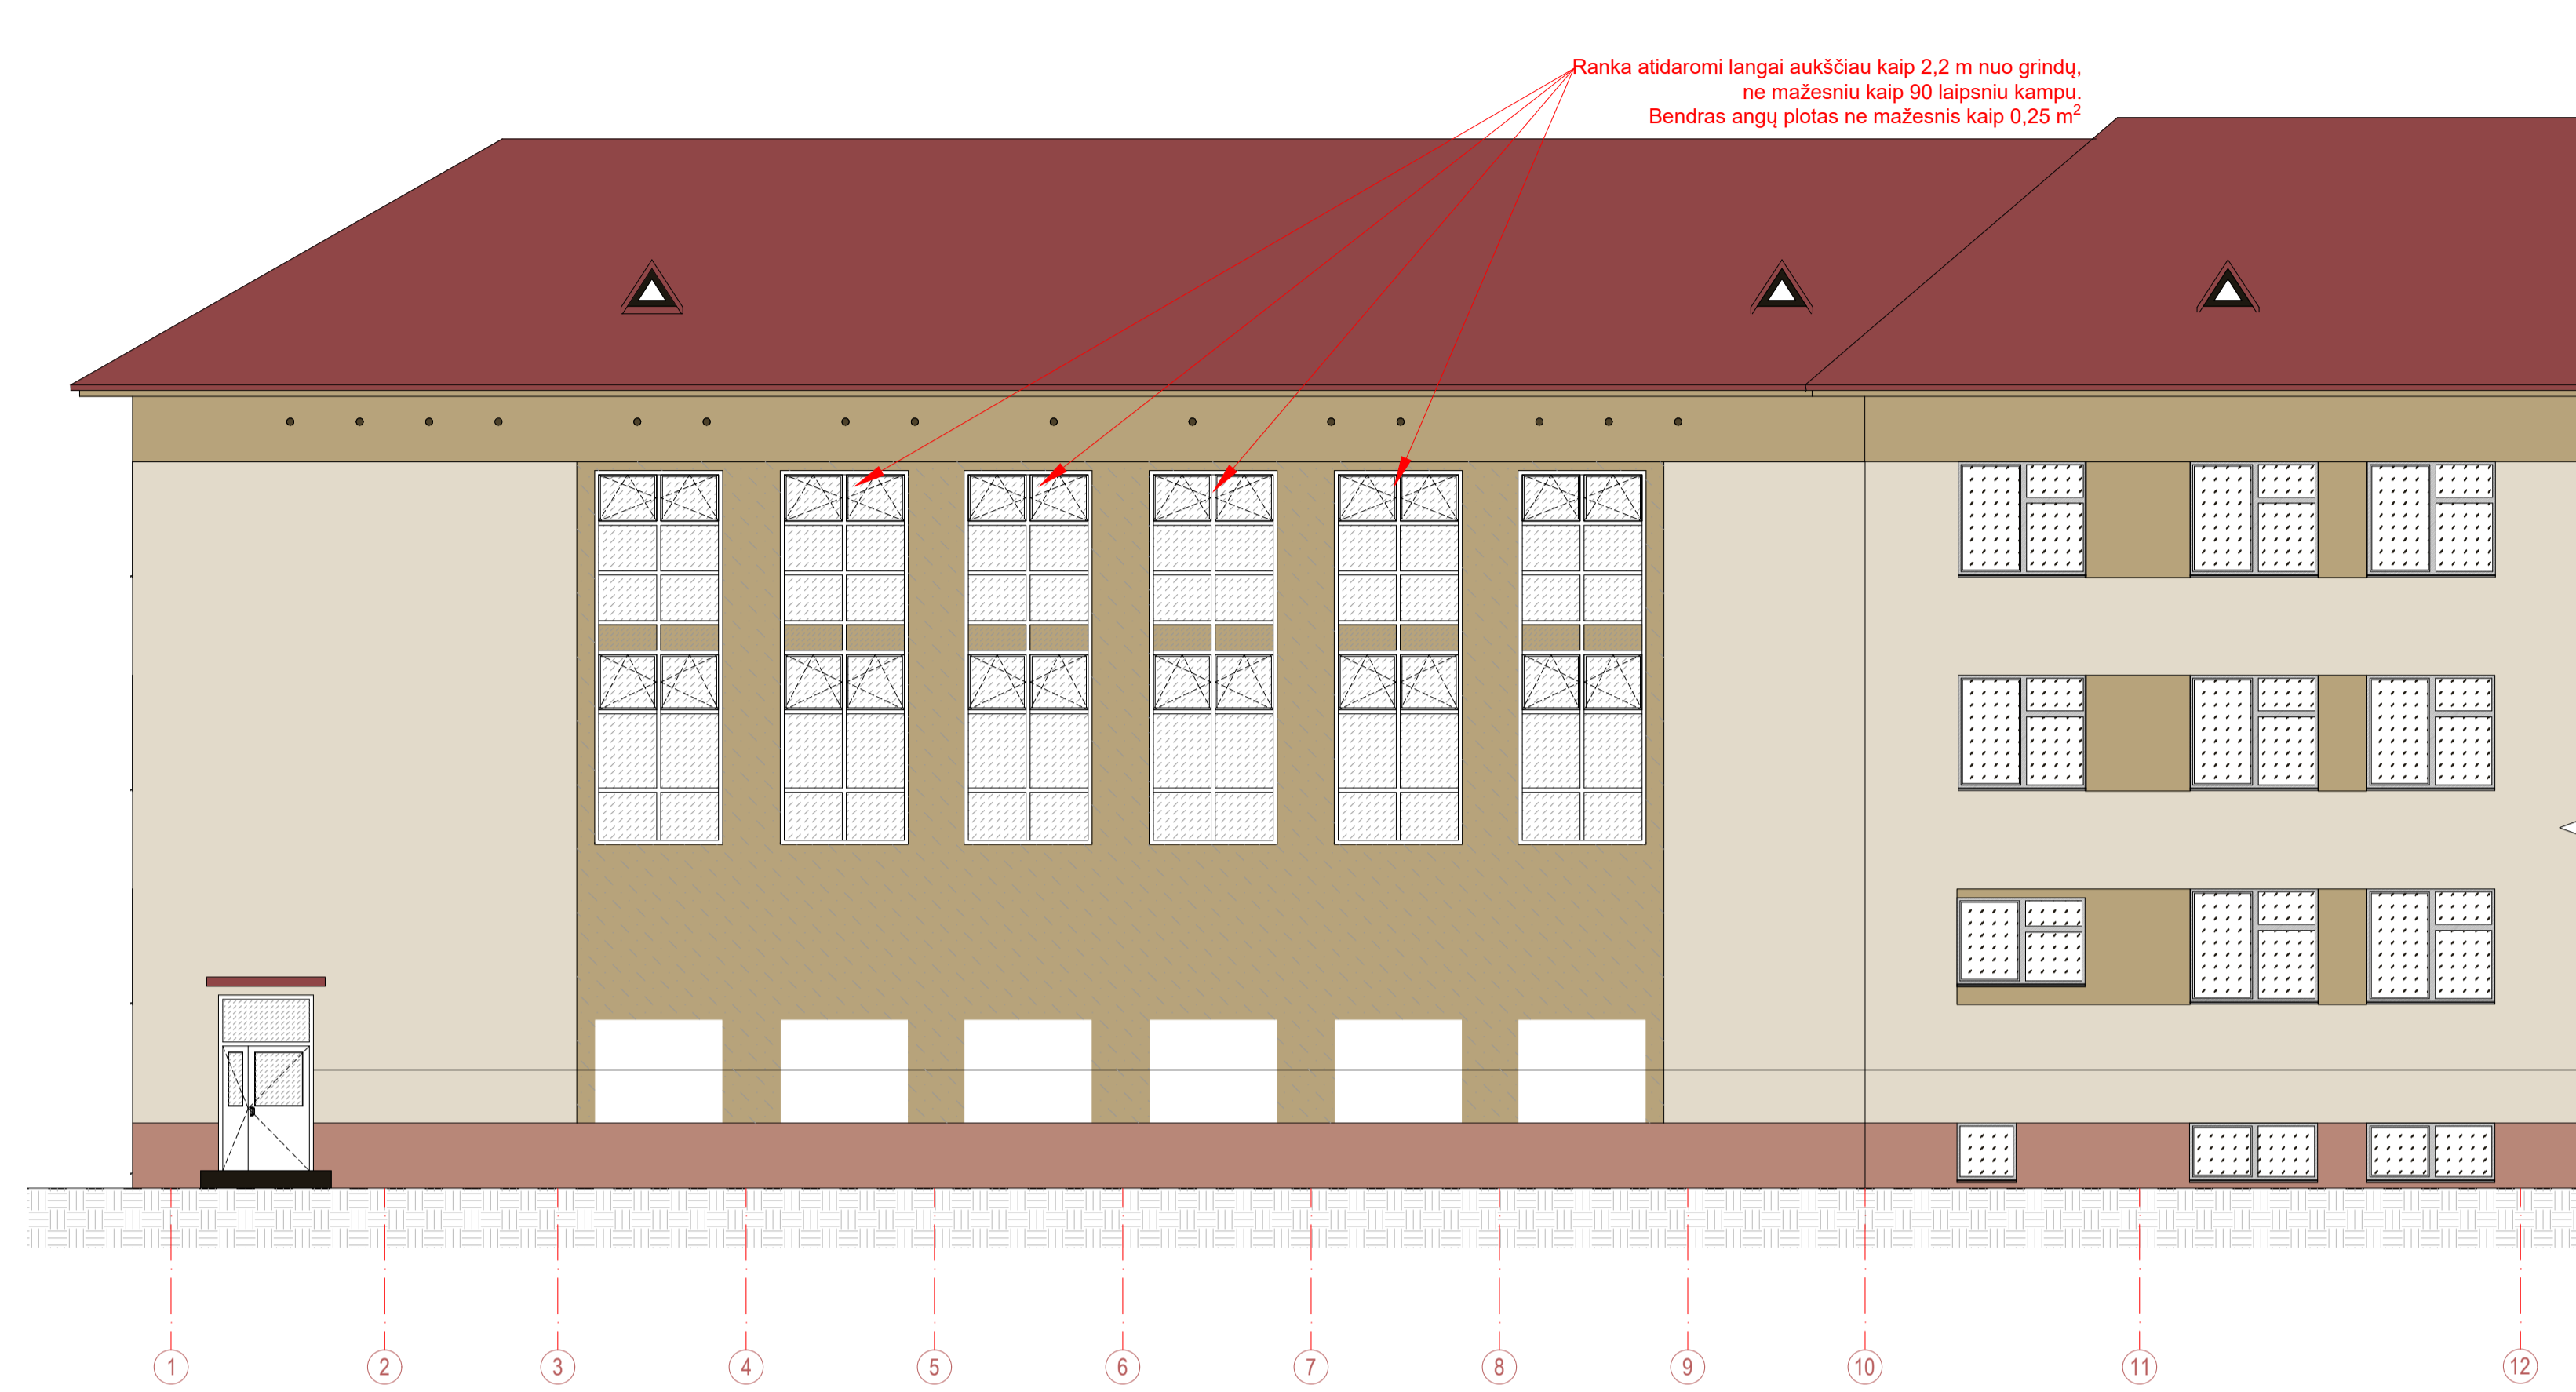 Ranka atidaromi langai aukščiau kaip 2,2 m nuo grindų,
ne mažesniu kaip 90 laipsniu kampu.
Bendras angų plotas ne mažesnis kaip 0,25 m²
1 2 3 4 5 6 7 8 9 10 11 12